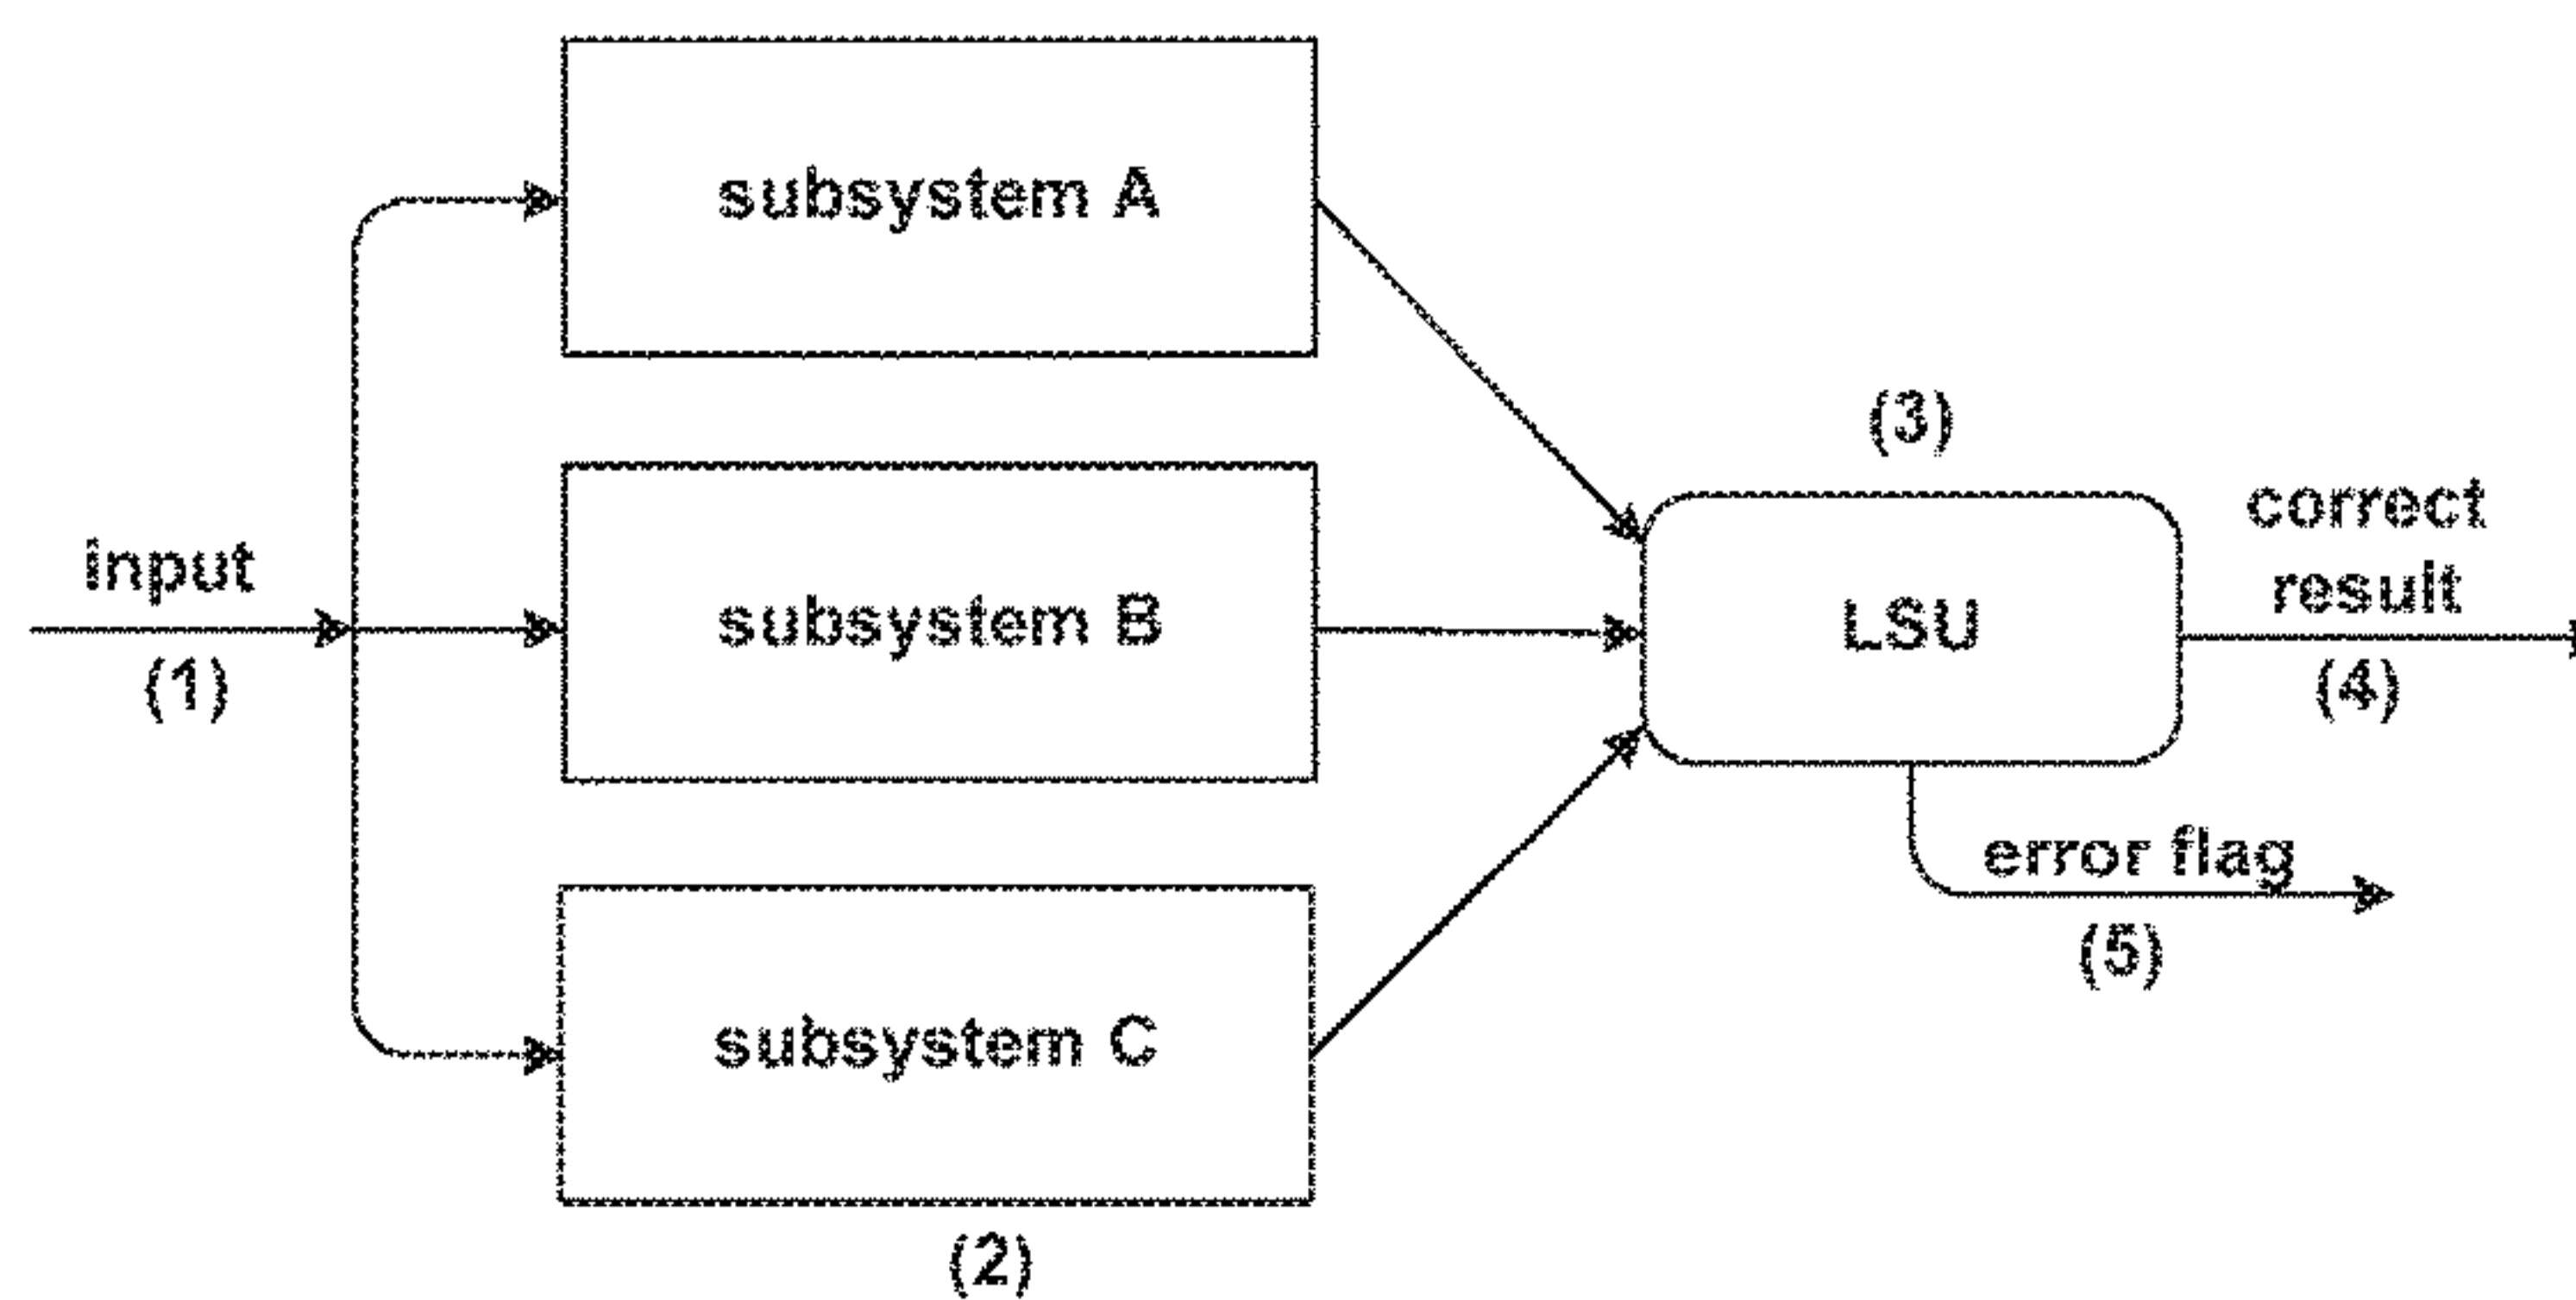 subsystem A
input
(1)
subsystem B
(3)
LSU
correct
result
(4)
error flag
(5)
subsystem C
(2)